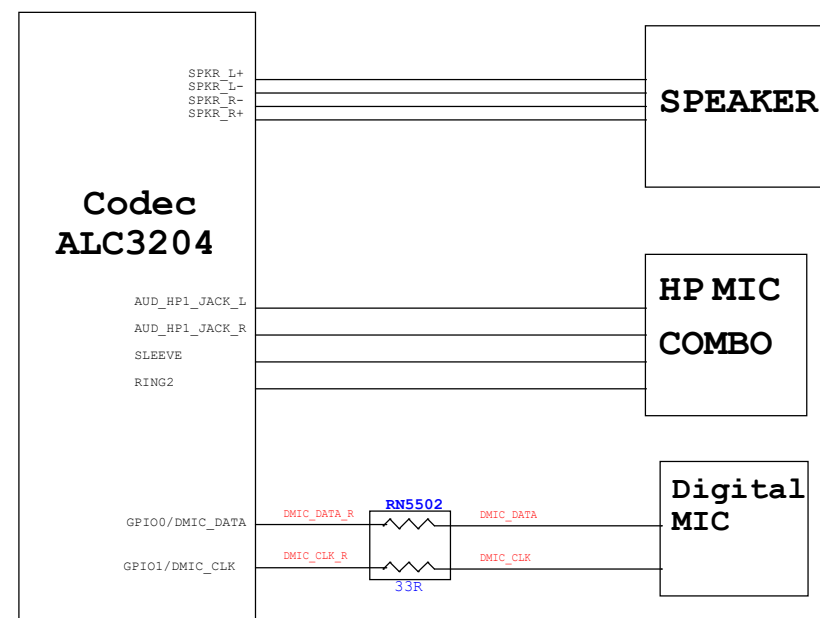 SPKR_L+
SPKR_L-
SPKR_R-
SPKR_R+
SPEAKER
Codec
ALC3204
AUD_HP1_JACK_L
AUD_HP1_JACK_R
SLEEVE
RING2
HP MIC
COMBO
GPIO0/DMIC_DATA
DMIC_DATA_R
RN5502
DMIC_DATA
Digital
MIC
GPIO1/DMIC_CLK
DMIC_CLK_R
DMIC_CLK
33R